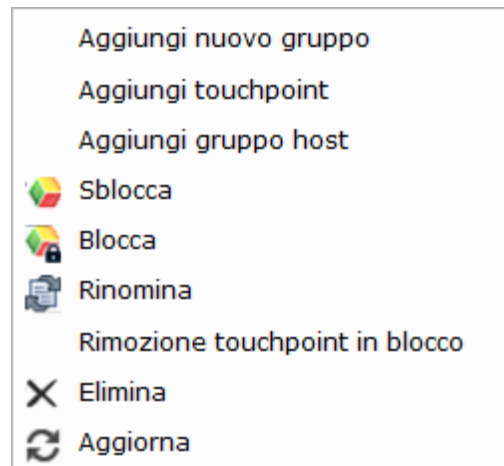 Aggiungi nuovo gruppo
Aggiungi touchpoint
Aggiungi gruppo host
Sblocca
Blocca
Rinomina
Rimozione touchpoint in blocco
Elimina
Aggiorna